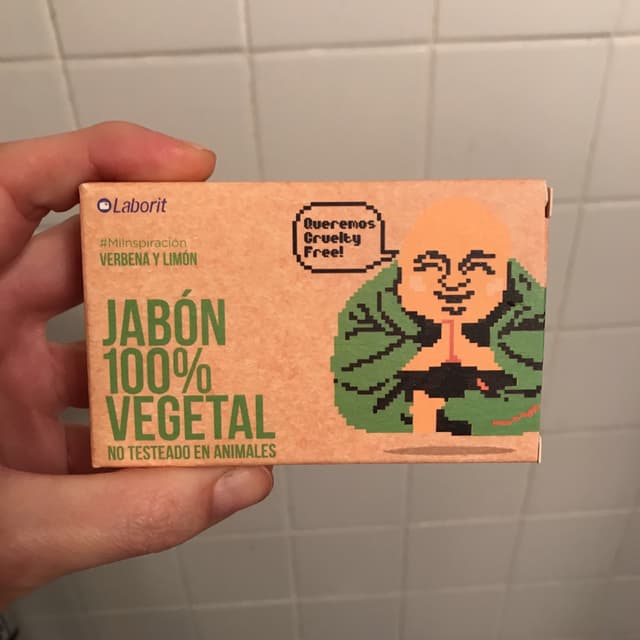 Laborit
#MiInspiración
VERBENA Y LIMÓN
JABÓN
100%
VEGETAL
NO TESTEADO EN ANIMALES
Queremos
Cruelty
Free!